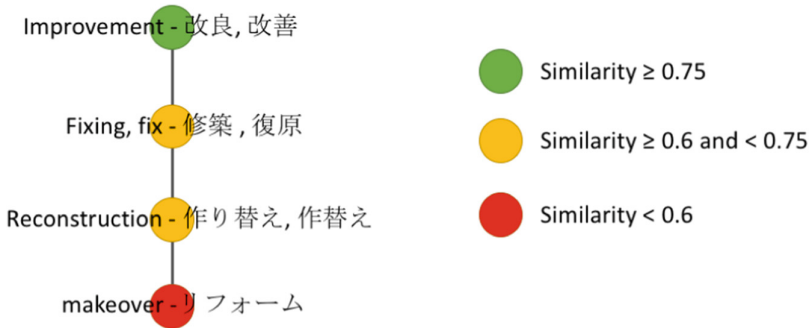 Improvement - 改良, 改善
Fixing, fix - 修築 , 復原
Reconstruction - 作り替え, 作替え
makeover - リフォーム
Similarity ≥ 0.75
Similarity ≥ 0.6 and < 0.75
Similarity < 0.6